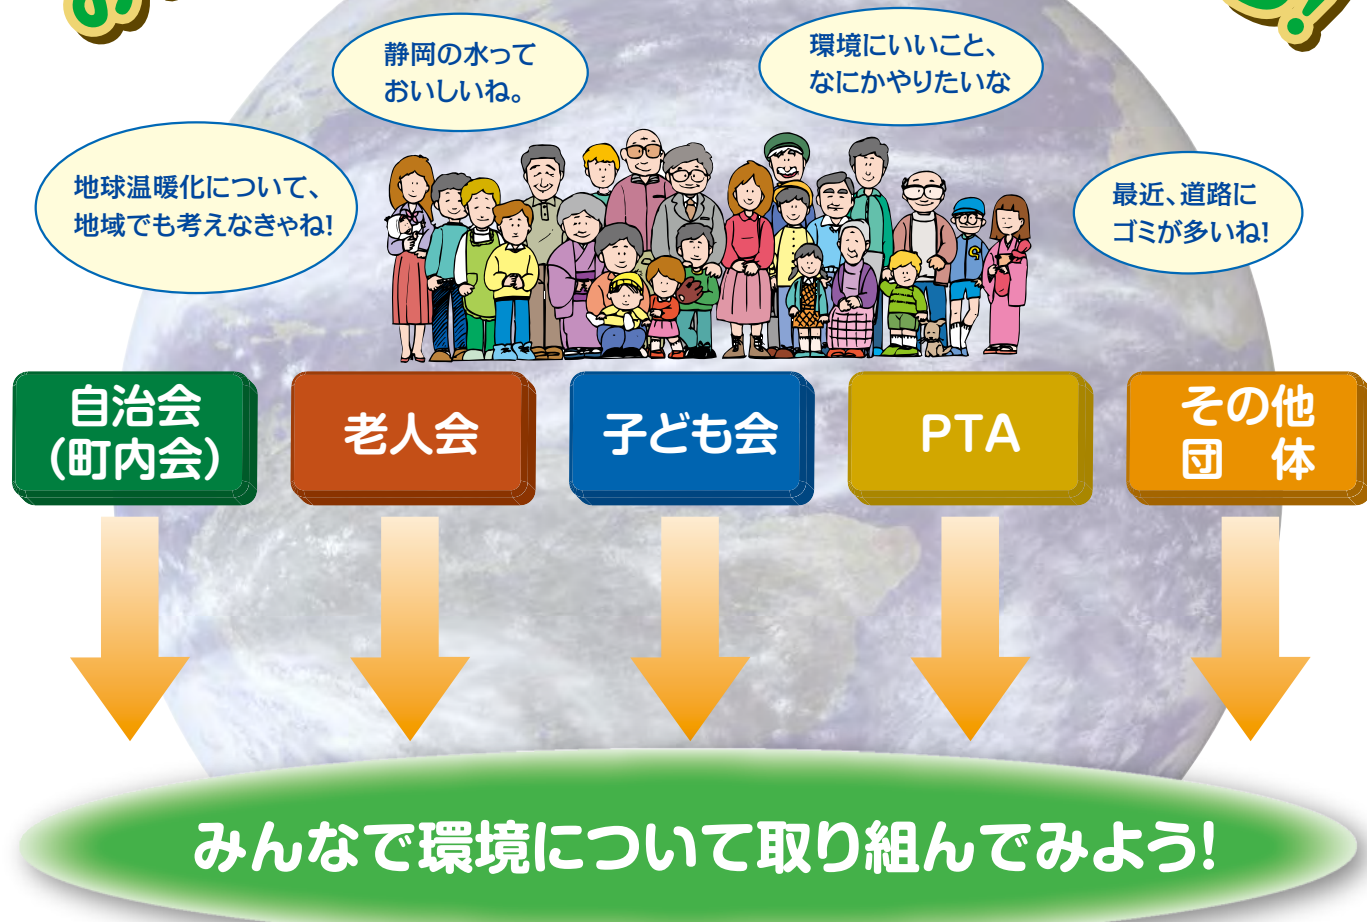 静岡の水って
おいしいね。
環境にいいこと、
なにかやりたいな
地球温暖化について、
地域でも考えなきゃね!
最近、道路に
ゴミが多いね!
自治会
(町内会)
老人会
子ども会
PTA
その他
団　体
みんなで環境について取り組んでみよう!